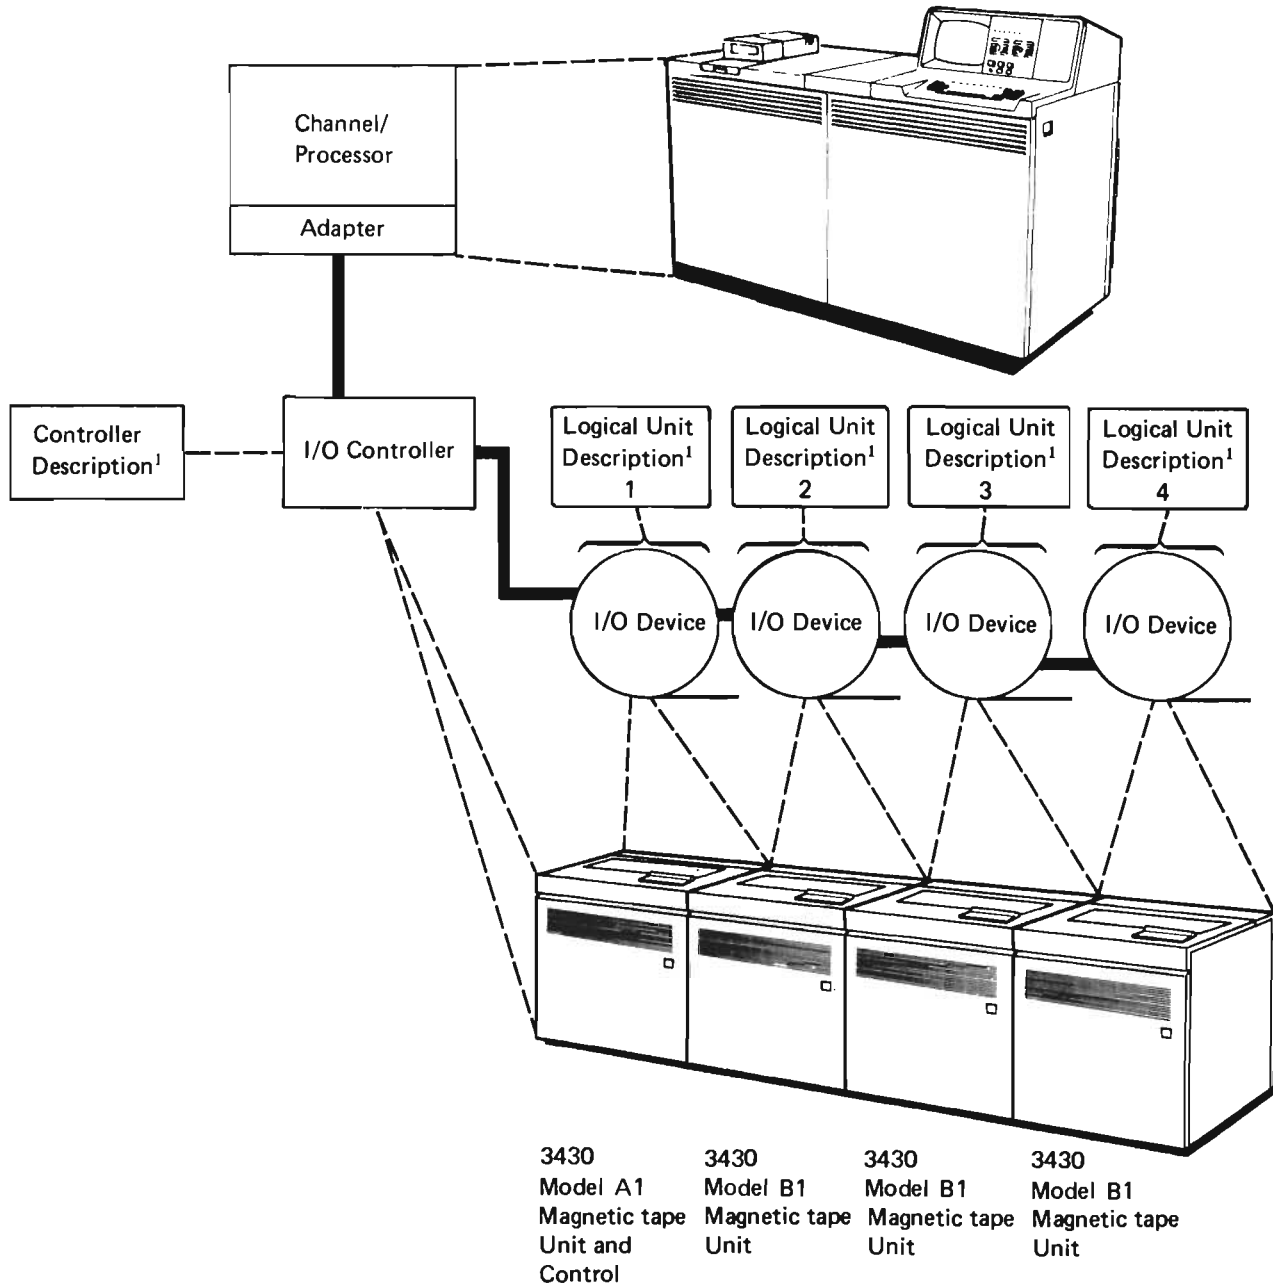 Channel/
Processor
Adapter
Controller
Description¹
I/O Controller
Logical Unit
Description¹
1
Logical Unit
Description¹
2
Logical Unit
Description¹
3
Logical Unit
Description¹
4
I/O Device
I/O Device
I/O Device
I/O Device
3430
Model A1
Magnetic tape
Unit and
Control
3430
Model B1
Magnetic tape
Unit
3430
Model B1
Magnetic tape
Unit
3430
Model B1
Magnetic tape
Unit